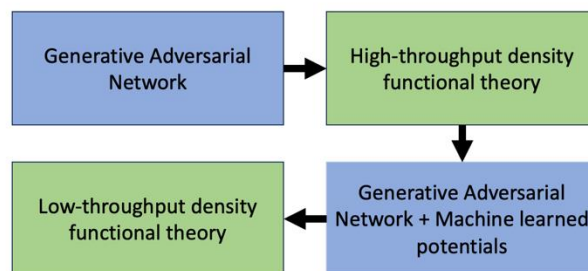 Generative Adversarial
Network
High-throughput density
functional theory
Generative Adversarial
Network + Machine learned
potentials
Low-throughput density
functional theory